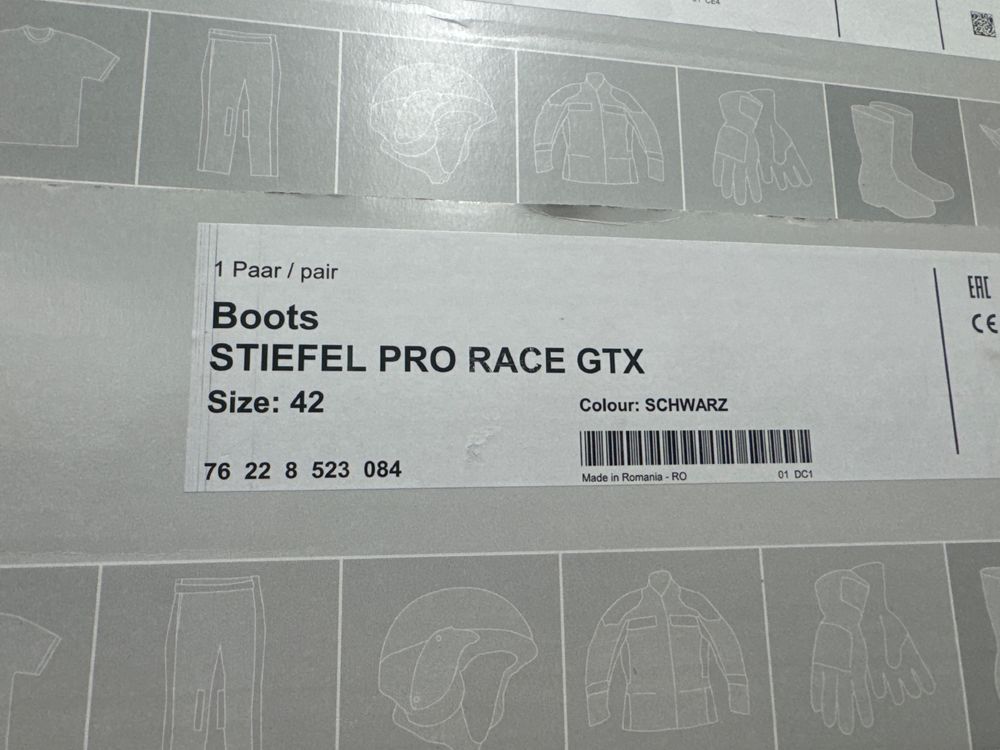 1 Paar / pair
Boots
STIEFEL PRO RACE GTX
Size: 42
Colour: SCHWARZ
76 22 8 523 084
Made in Romania - RO
01 DC1
EAC
CE